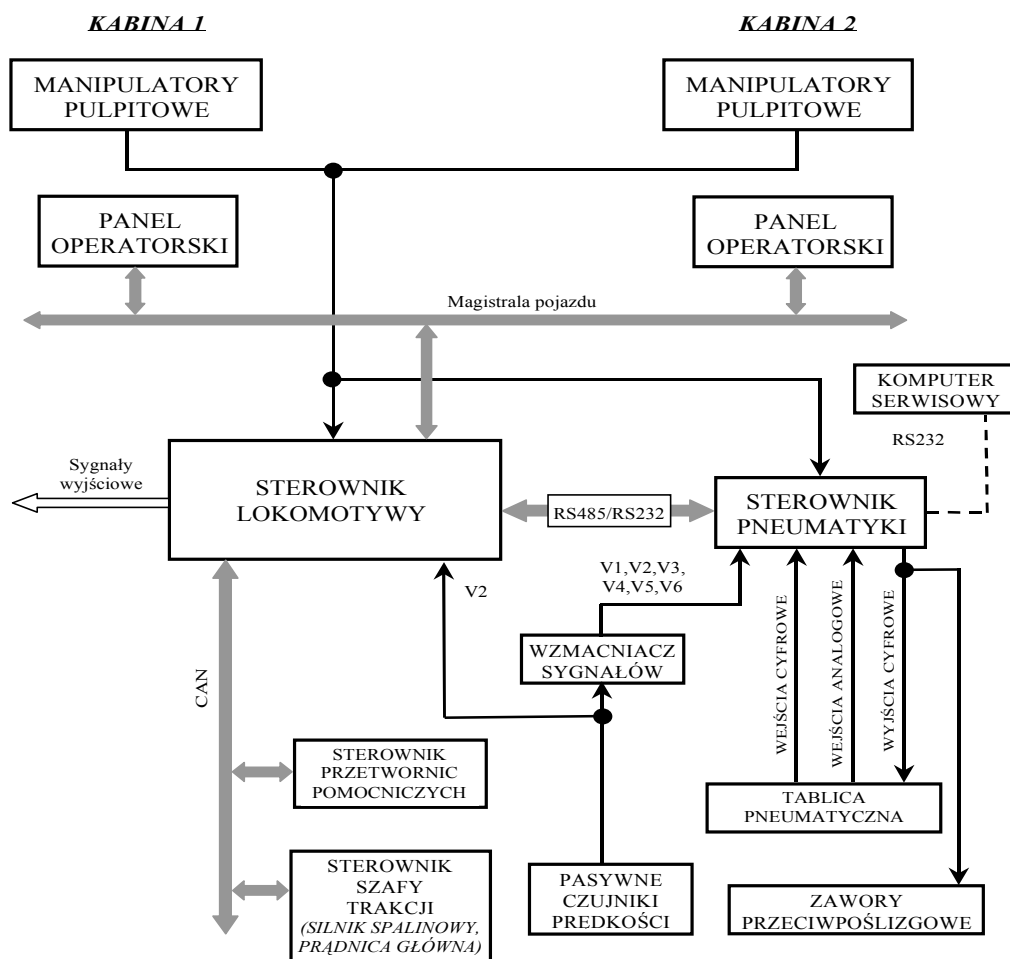 KABINA 1
KABINA 2
MANIPULATORY
PULPITOWE
MANIPULATORY
PULPITOWE
PANEL
OPERATORSKI
PANEL
OPERATORSKI
Magistrala pojazdu
KOMPUTER
SERWISOWY
RS232
Sygnały
wyjściowe
STEROWNIK
LOKOMOTYWY
RS485/RS232
STEROWNIK
PNEUMATYKI
V2
V1,V2,V3,
V4,V5,V6
WZMACNIACZ
SYGNAŁÓW
WEJŚCIA CYFROWE
WEJŚCIA ANALOGOWE
WYJŚCIA CYFROWE
CAN
STEROWNIK
PRZETWORNIC
POMOCNICZYCH
TABLICA
PNEUMATYCZNA
STEROWNIK
SZAFY
TRAKCJI
(SILNIK SPALINOWY,
PRĄDNICA GŁÓWNA)
PASYWNE
CZUJNIKI
PREDKOŚCI
ZAWORY
PRZECIWPOŚLIZGOWE